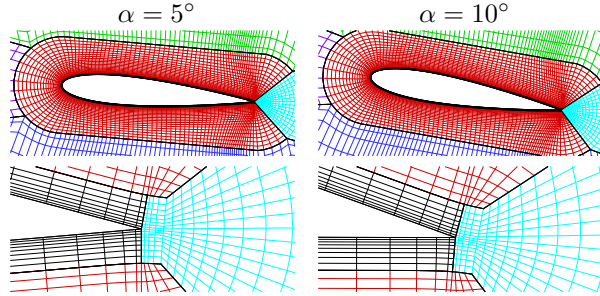 α = 5°
α = 10°